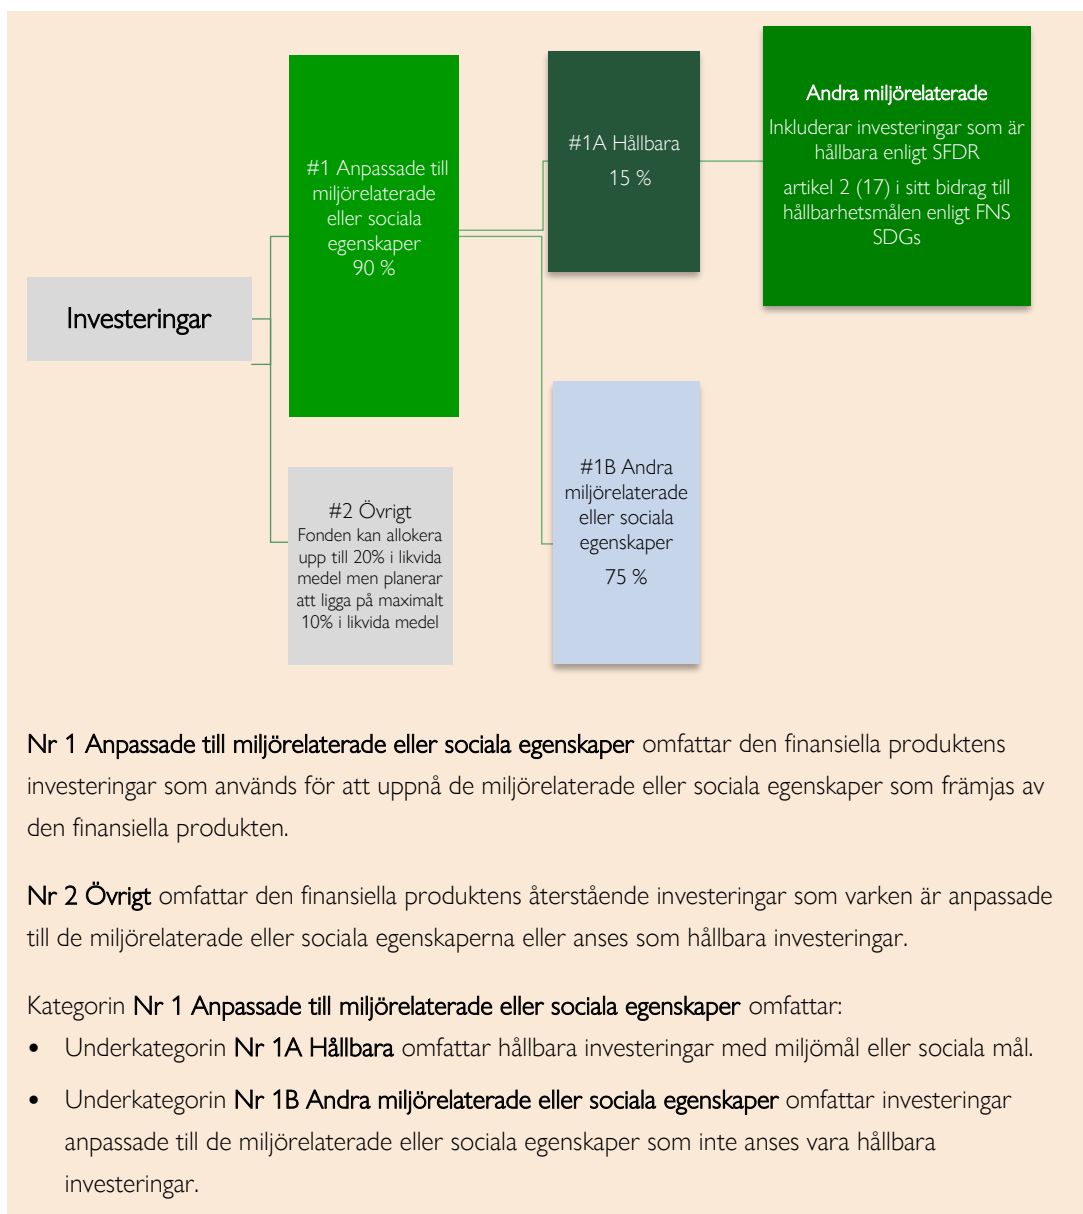 Investeringar
#1 Anpassade till
miljörelaterade
eller sociala
egenskaper
90 %
#2 Övrigt
Fonden kan allokera
upp till 20% i likvida
medel men planerar
att ligga på maximalt
10% i likvida medel
#1A Hållbara
15 %
#1B Andra
miljörelaterade
eller sociala
egenskaper
75 %
Andra miljörelaterade
Inkluderar investeringar som är
hållbara enligt SFDR
artikel 2 (17) i sitt bidrag till
hållbarhetsmålen enligt FNS
SDGs
Nr 1 Anpassade till miljörelaterade eller sociala egenskaper omfattar den finansiella produktens
investeringar som används för att uppnå de miljörelaterade eller sociala egenskaper som främjas av
den finansiella produkten.
Nr 2 Övrigt omfattar den finansiella produktens återstående investeringar som varken är anpassade
till de miljörelaterade eller sociala egenskaperna eller anses som hållbara investeringar.
Kategorin Nr 1 Anpassade till miljörelaterade eller sociala egenskaper omfattar:
• Underkategorin Nr 1A Hållbara omfattar hållbara investeringar med miljömål eller sociala mål.
• Underkategorin Nr 1B Andra miljörelaterade eller sociala egenskaper omfattar investeringar
anpassade till de miljörelaterade eller sociala egenskaper som inte anses vara hållbara
investeringar.